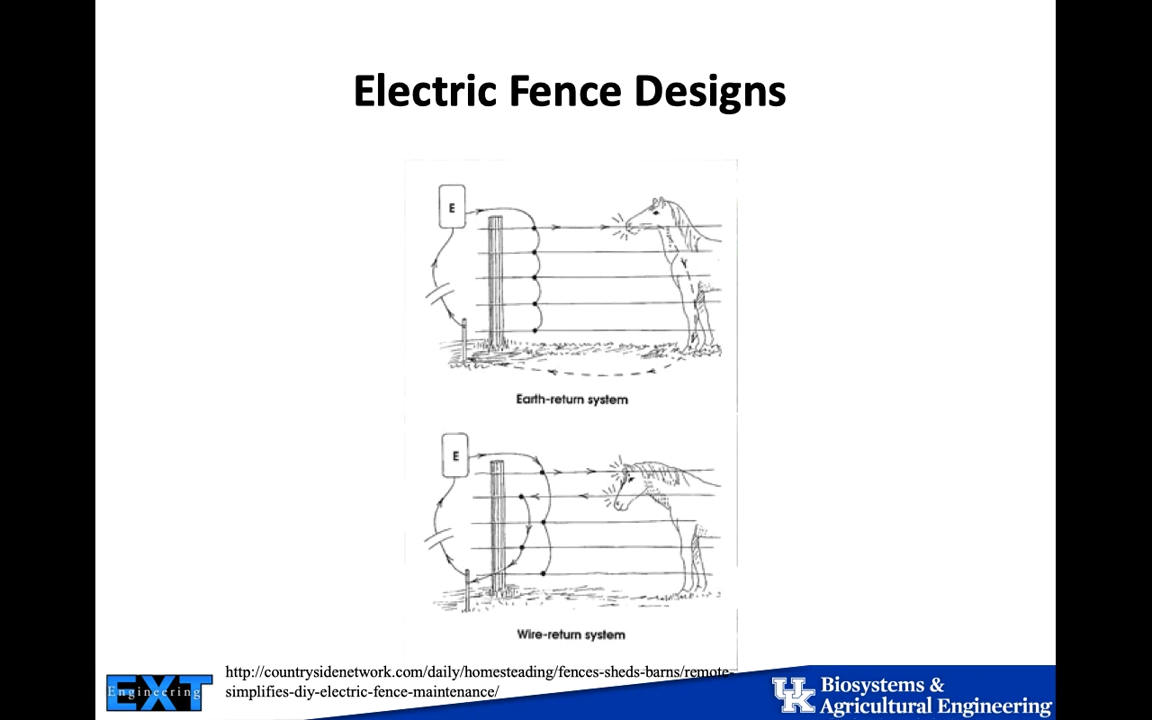 Electric Fence Designs
E
Earth-return system
E
Wire-return system
http://countrysidenetwork.com/daily/homesteading/fences-sheds-barns/remote-
simplifies-diy-electric-fence-maintenance/
EXT
Engineering
UK
Biosystems &
Agricultural Engineering